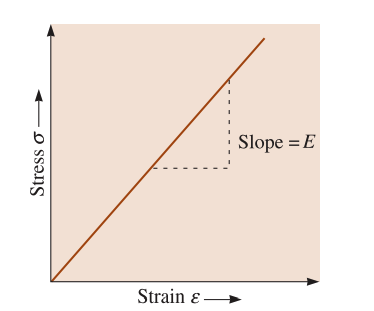 Stress σ
Slope = E
Strain ε